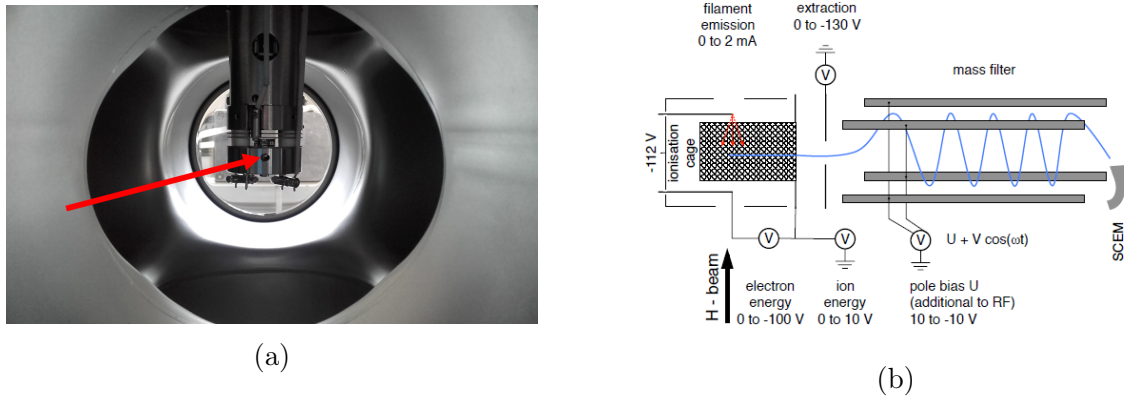 filament
emission
0 to 2 mA
extraction
0 to -130 V
V
mass filter
-112 V
ionisation
cage
V
V
V
U + V cos(ωt)
SCEM
H - beam
electron
energy
0 to -100 V
ion
energy
0 to 10 V
pole bias U
(additional to RF)
10 to -10 V
(a)
(b)